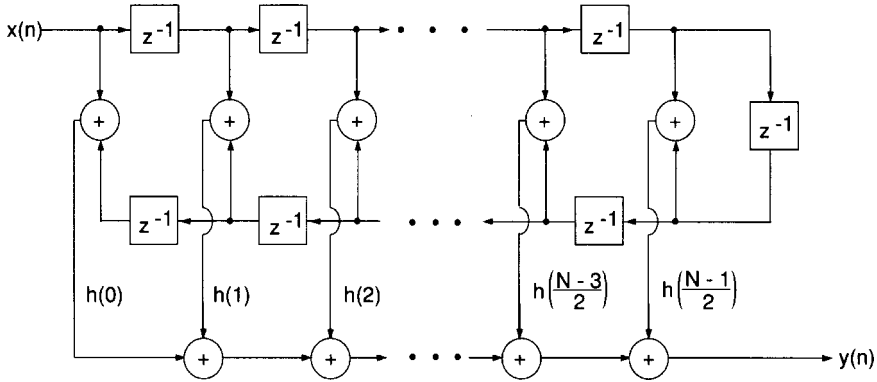 x(n) z⁻¹ z⁻¹ • • • z⁻¹
+ + + + + z⁻¹
z⁻¹ z⁻¹ • • • z⁻¹
h(0) h(1) h(2) h(N - 3/2) h(N - 1/2)
+ + • • • + + y(n)